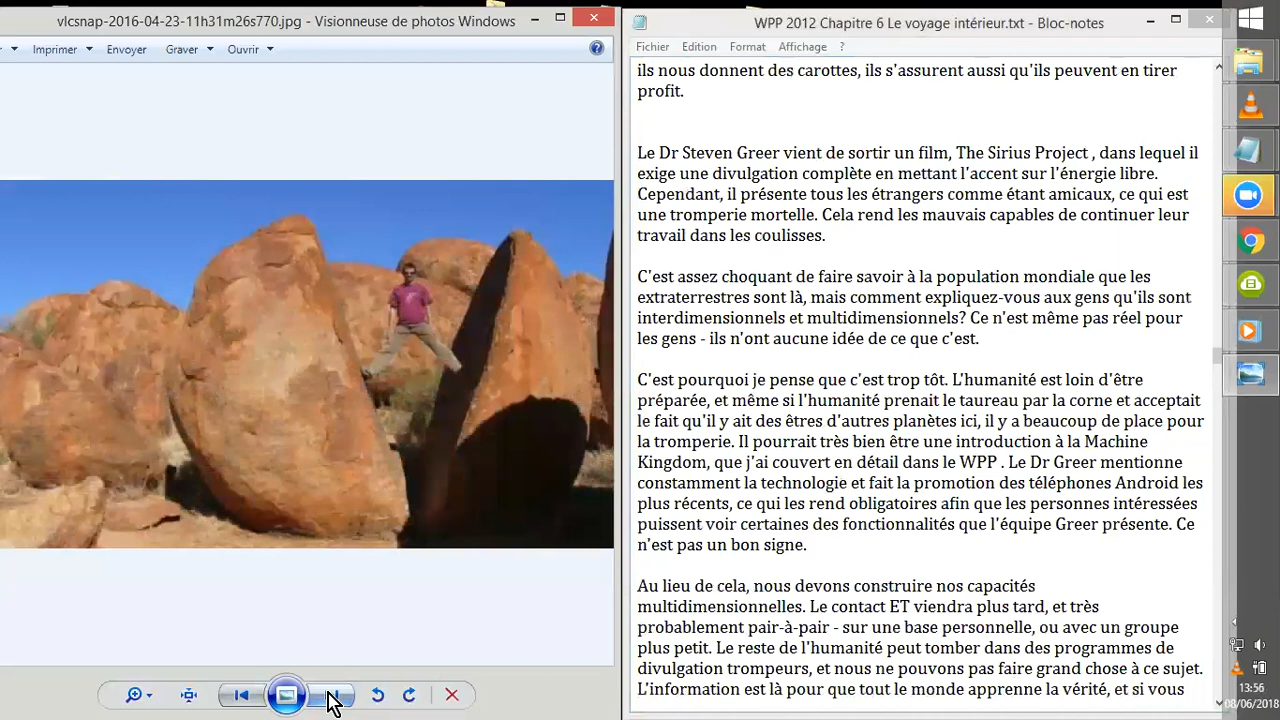 vlcsnap-2016-04-23-11h31m26s770.jpg - Visionneuse de photos Windows
Imprimer Envoyer Graver Ouvrir
WPP 2012 Chapitre 6 Le voyage intérieur.txt - Bloc-notes
Fichier Edition Format Affichage ?
ils nous donnent des carottes, ils s'assurent aussi qu'ils peuvent en tirer
profit.
Le Dr Steven Greer vient de sortir un film, The Sirius Project , dans lequel il
exige une divulgation complète en mettant l'accent sur l'énergie libre.
Cependant, il présente tous les étrangers comme étant amicaux, ce qui est
une tromperie mortelle. Cela rend les mauvais capables de continuer leur
travail dans les coulisses.
C'est assez choquant de faire savoir à la population mondiale que les
extraterrestres sont là, mais comment expliquez-vous aux gens qu'ils sont
interdimensionnels et multidimensionnels? Ce n'est même pas réel pour
les gens - ils n'ont aucune idée de ce que c'est.
C'est pourquoi je pense que c'est trop tôt. L'humanité est loin d'être
préparée, et même si l'humanité prenait le taureau par la corne et acceptait
le fait qu'il y ait des êtres d'autres planètes ici, il y a beaucoup de place pour
la tromperie. Il pourrait très bien être une introduction à la Machine
Kingdom, que j'ai couvert en détail dans le WPP . Le Dr Greer mentionne
constamment la technologie et fait la promotion des téléphones Android les
plus récents, ce qui les rend obligatoires afin que les personnes intéressées
puissent voir certaines des fonctionnalités que l'équipe Greer présente. Ce
n'est pas un bon signe.
Au lieu de cela, nous devons construire nos capacités
multidimensionnelles. Le contact ET viendra plus tard, et très
probablement pair-à-pair - sur une base personnelle, ou avec un groupe
plus petit. Le reste de l'humanité peut tomber dans des programmes de
divulgation trompeurs, et nous ne pouvons pas faire grand chose à ce sujet.
L'information est là pour que tout le monde apprenne la vérité, et si vous
13:56
08/06/2018